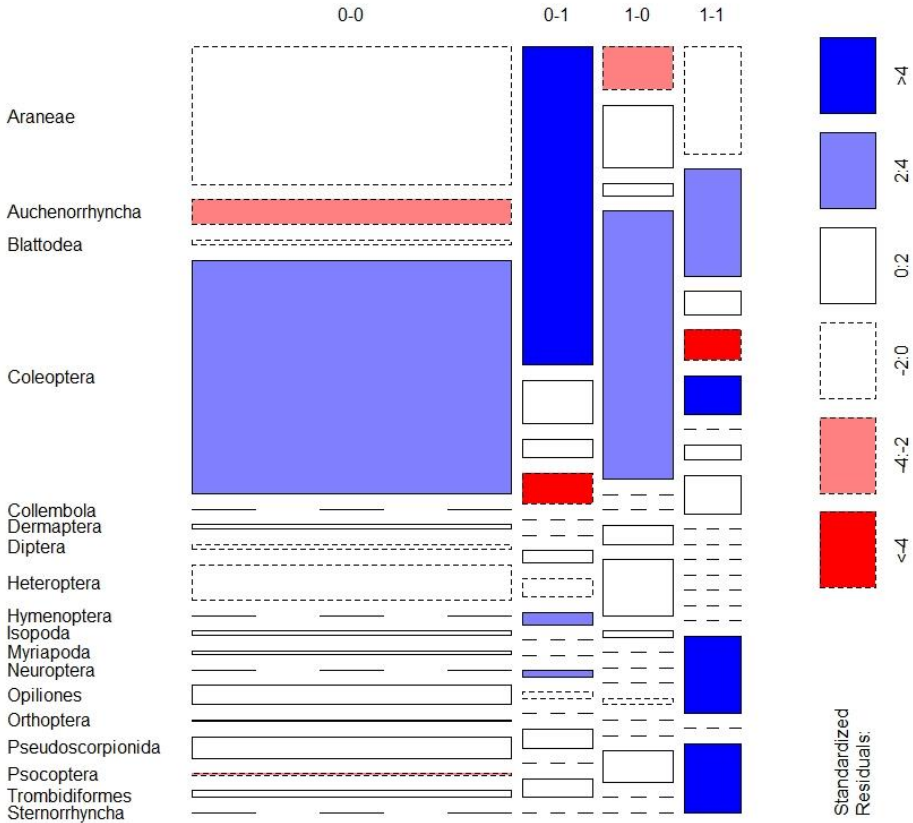 0-0 0-1 1-0 1-1
Araneae
Auchenorrhyncha
Blattodea
Coleoptera
Collembola
Dermaptera
Diptera
Heteroptera
Hymenoptera
Isopoda
Myriapoda
Neuroptera
Opiliones
Orthoptera
Pseudoscorpionida
Psocoptera
Trombidiformes
Sternorrhyncha
>4
2:4
0:2
-2:0
-4:-2
<-4
Standardized
Residuals: